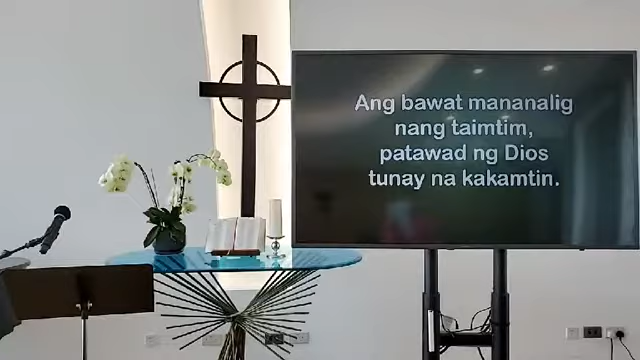 Ang bawat mananalig
nang taimtim,
patawad ng Dios
tunay na kakamtin.